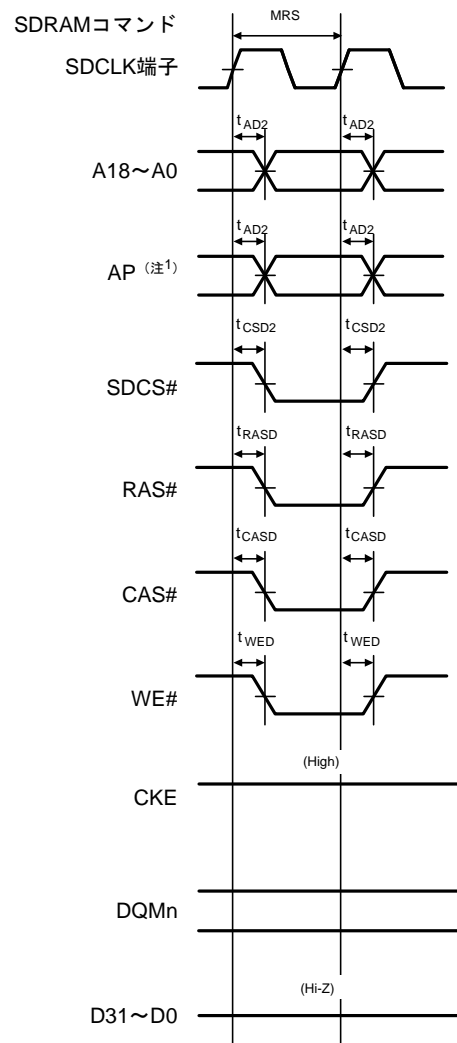 SDRAMコマンド MRS
SDCLK端子
tAD2 tAD2
A18～A0
tAD2 tAD2
AP（注1）
tCSD2 tCSD2
SDCS#
tRASD tRASD
RAS#
tCASD tCASD
CAS#
tWED tWED
WE#
(High)
CKE
DQMn
(Hi-Z)
D31～D0